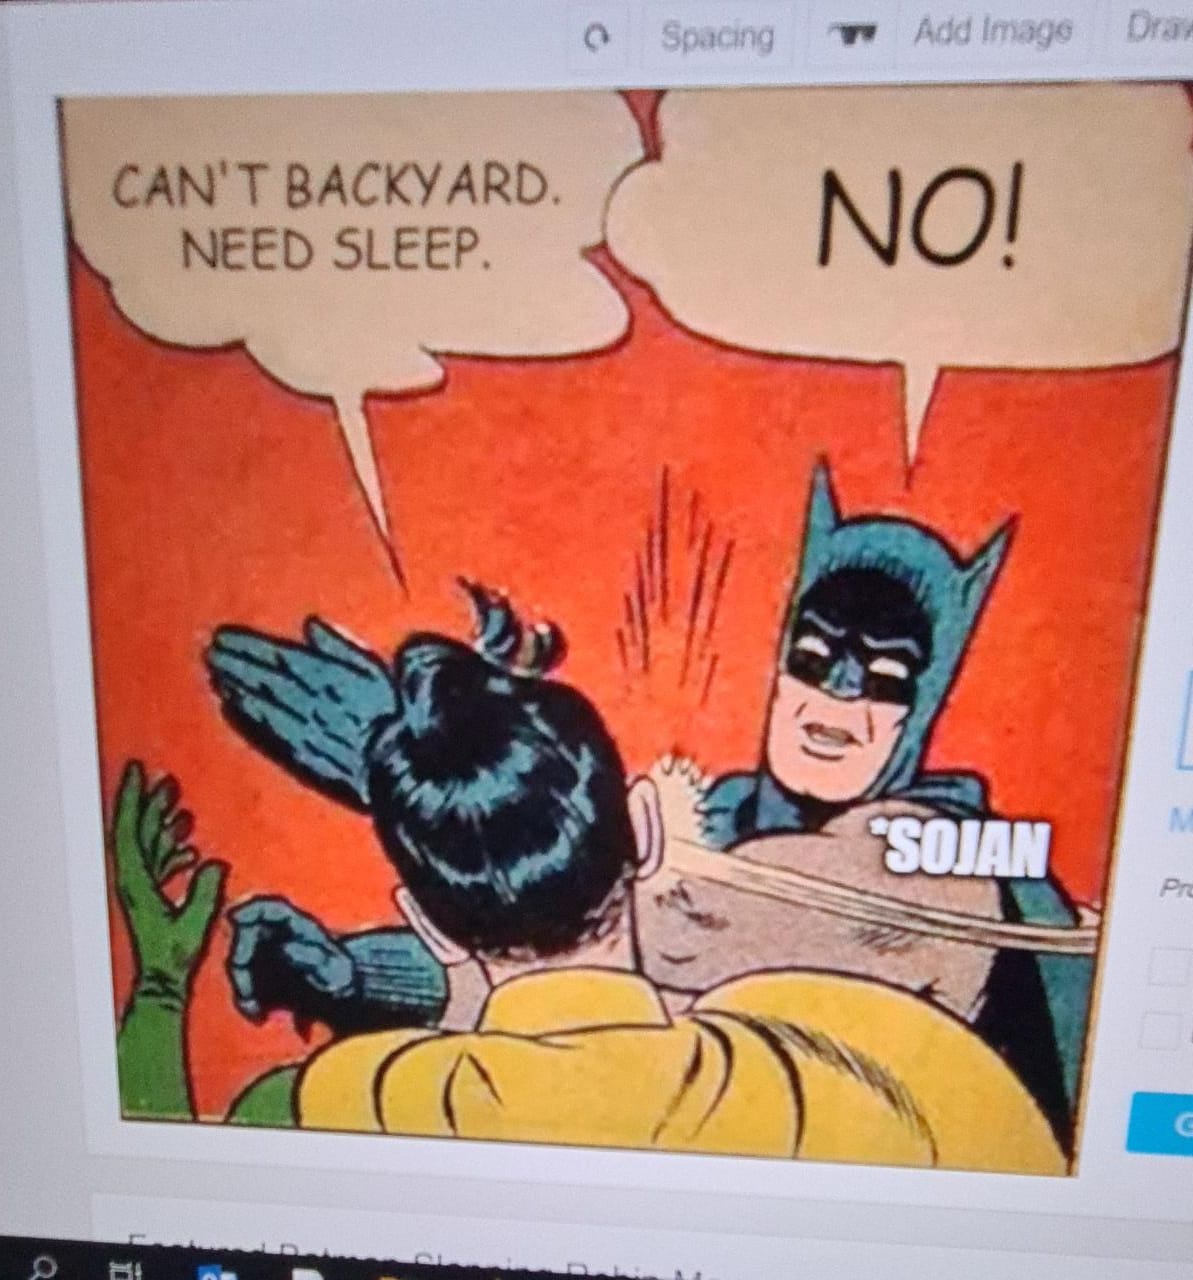 Spacing
Add Image
CAN'T BACKYARD.
NEED SLEEP.
NO!
*SOJAN